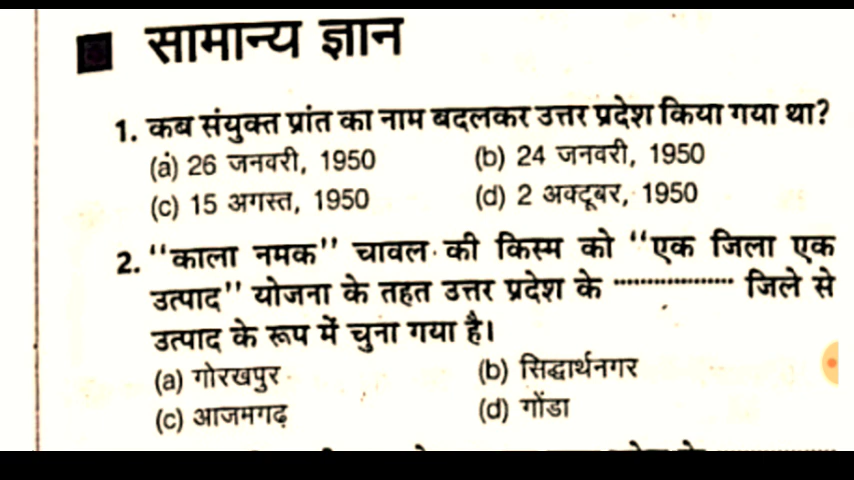 सामान्य ज्ञान
1. कब संयुक्त प्रांत का नाम बदलकर उत्तर प्रदेश किया गया था?
(a) 26 जनवरी, 1950 (b) 24 जनवरी, 1950
(c) 15 अगस्त, 1950 (d) 2 अक्टूबर, 1950
2. "काला नमक" चावल की किस्म को "एक जिला एक
उत्पाद" योजना के तहत उत्तर प्रदेश के ................. जिले से
उत्पाद के रूप में चुना गया है।
(a) गोरखपुर (b) सिद्धार्थनगर
(c) आजमगढ़ (d) गोंडा